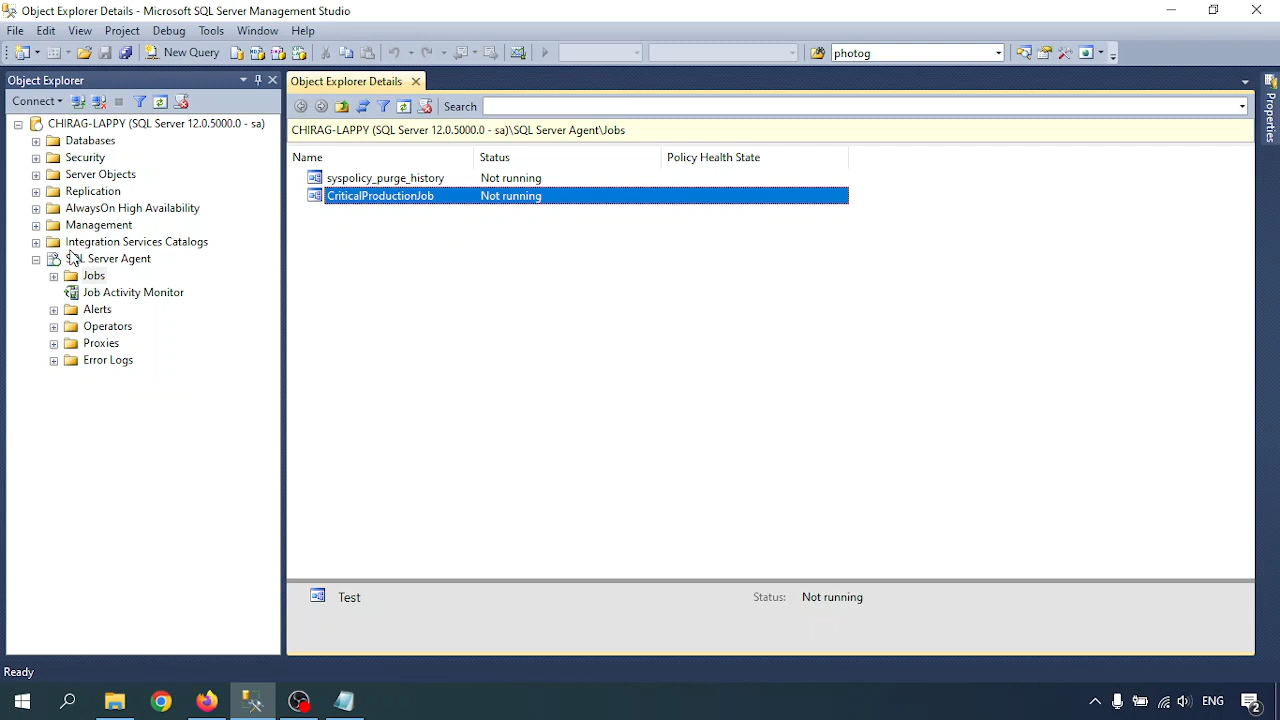 Object Explorer Details - Microsoft SQL Server Management Studio
File Edit View Project Debug Tools Window Help
New Query
photog
Object Explorer
Object Explorer Details
Properties
Connect
Search
CHIRAG-LAPPY (SQL Server 12.0.5000.0 - sa)
CHIRAG-LAPPY (SQL Server 12.0.5000.0 - sa)\SQL Server Agent\Jobs
Databases
Security
Server Objects
Replication
AlwaysOn High Availability
Management
Integration Services Catalogs
SQL Server Agent
Jobs
Job Activity Monitor
Alerts
Operators
Proxies
Error Logs
Name Status Policy Health State
syspolicy_purge_history Not running
CriticalProductionJob Not running
Test Status: Not running
Ready
ENG
2